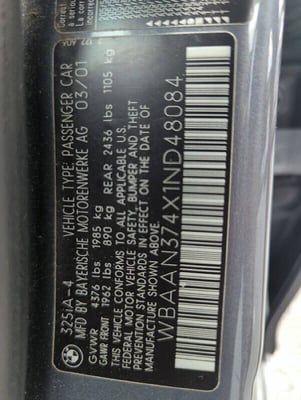 325iA-4
VEHICLE TYPE: PASSENGER CAR
MFD BY BAYERISCHE MOTORENWERKE AG 03/01
GVWR 4376 lbs 1985 kg
GAWR FRONT 1962 lbs 890 kg REAR 2436 lbs 1105 kg
THIS VEHICLE CONFORMS TO ALL APPLICABLE U.S.
FEDERAL MOTOR VEHICLE SAFETY, BUMPER, AND
THEFT PREVENTION STANDARDS IN EFFECT ON THE
DATE OF MANUFACTURE SHOWN ABOVE.
WBAAN374X1ND48084